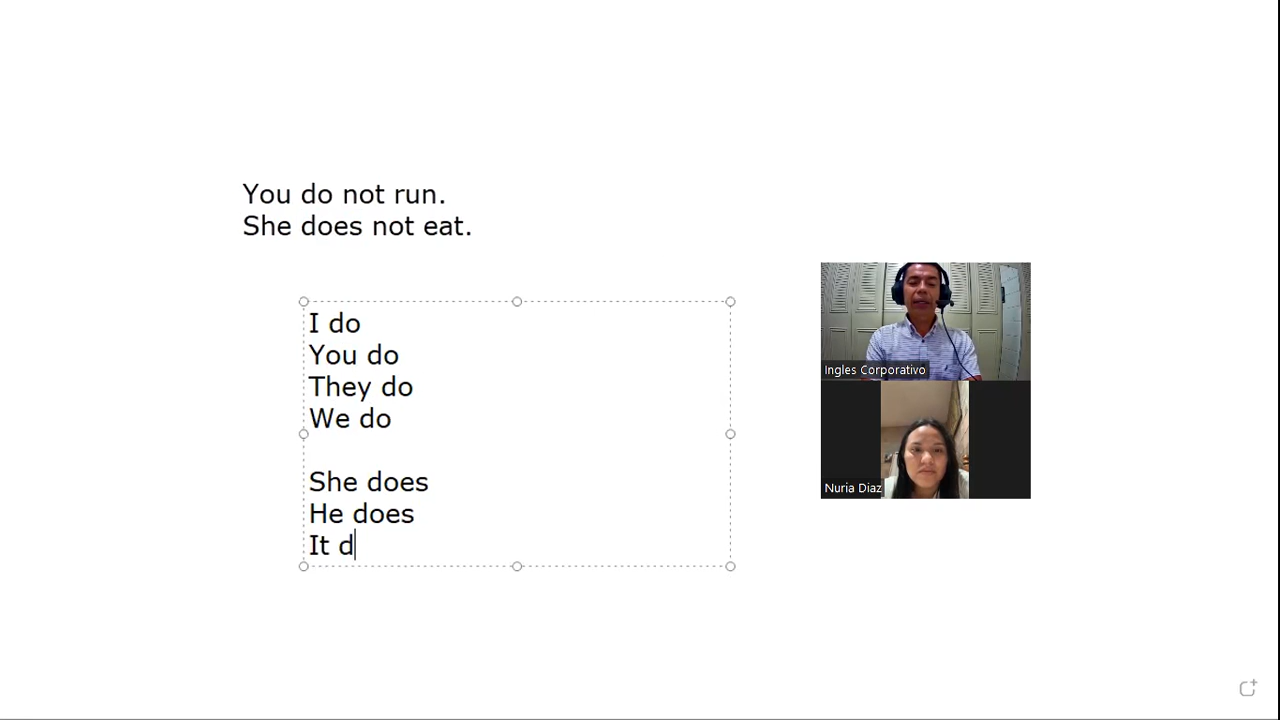 You do not run.
She does not eat.
I do
You do
They do
We do
She does
He does
It d
Ingles Corporativo
Nuria Diaz